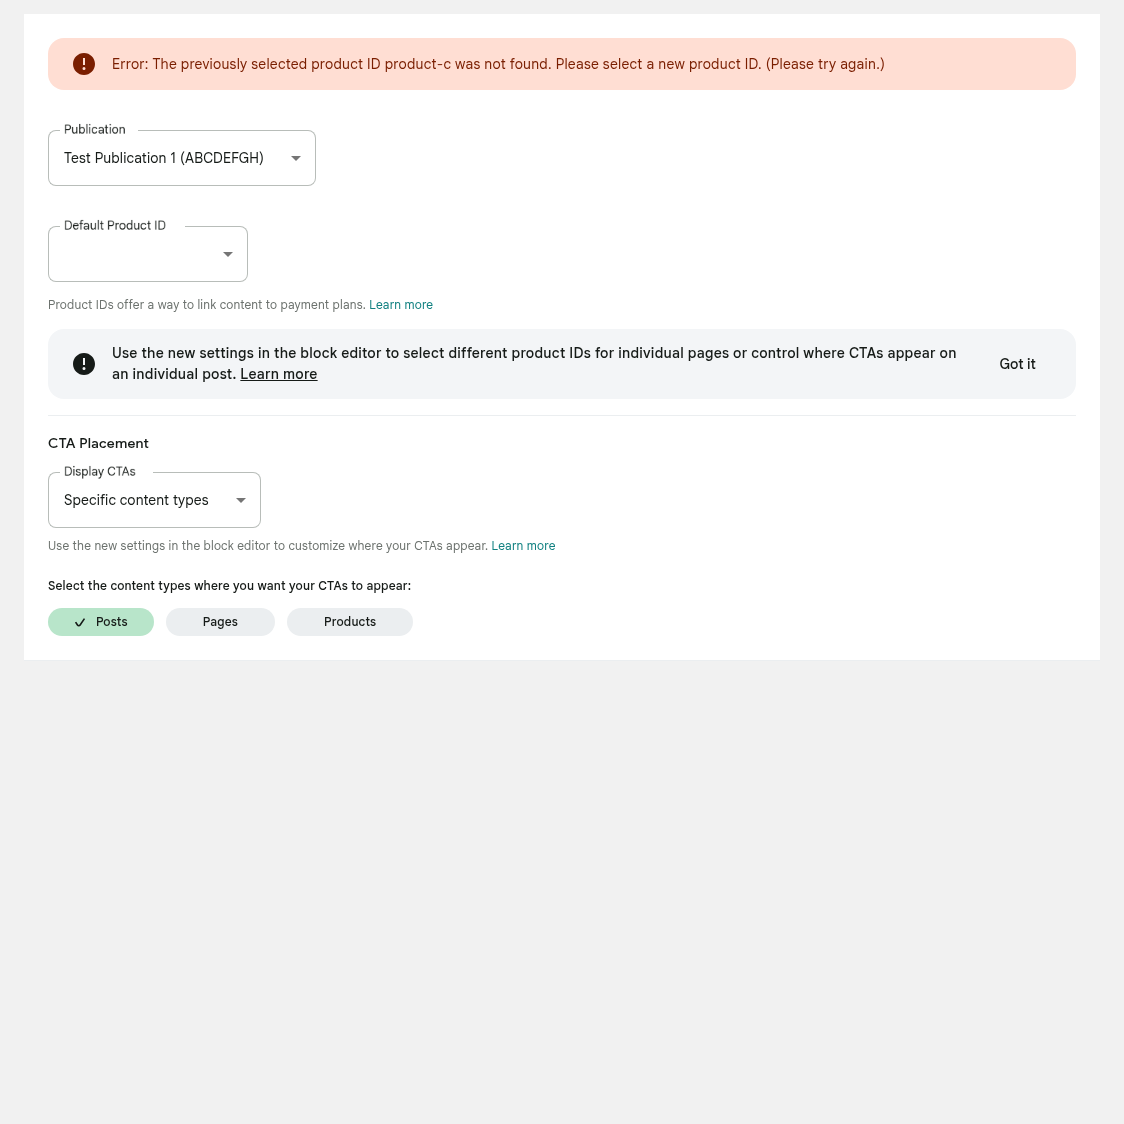 Error: The previously selected product ID product-c was not found. Please select a new product ID. (Please try again.)
Publication
Test Publication 1 (ABCDEFGH)
Default Product ID
Product IDs offer a way to link content to payment plans. Learn more
Use the new settings in the block editor to select different product IDs for individual pages or control where CTAs appear on
an individual post. Learn more
Got it
CTA Placement
Display CTAs
Specific content types
Use the new settings in the block editor to customize where your CTAs appear. Learn more
Select the content types where you want your CTAs to appear:
Posts Pages Products